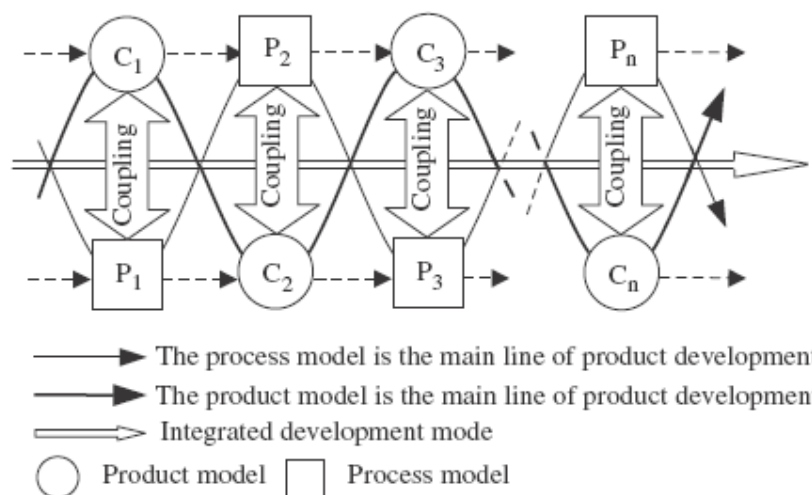 C1 P2 C3 Pn
Coupling Coupling Coupling Coupling
P1 C2 P3 Cn
The process model is the main line of product development
The product model is the main line of product development
Integrated development mode
Product model Process model